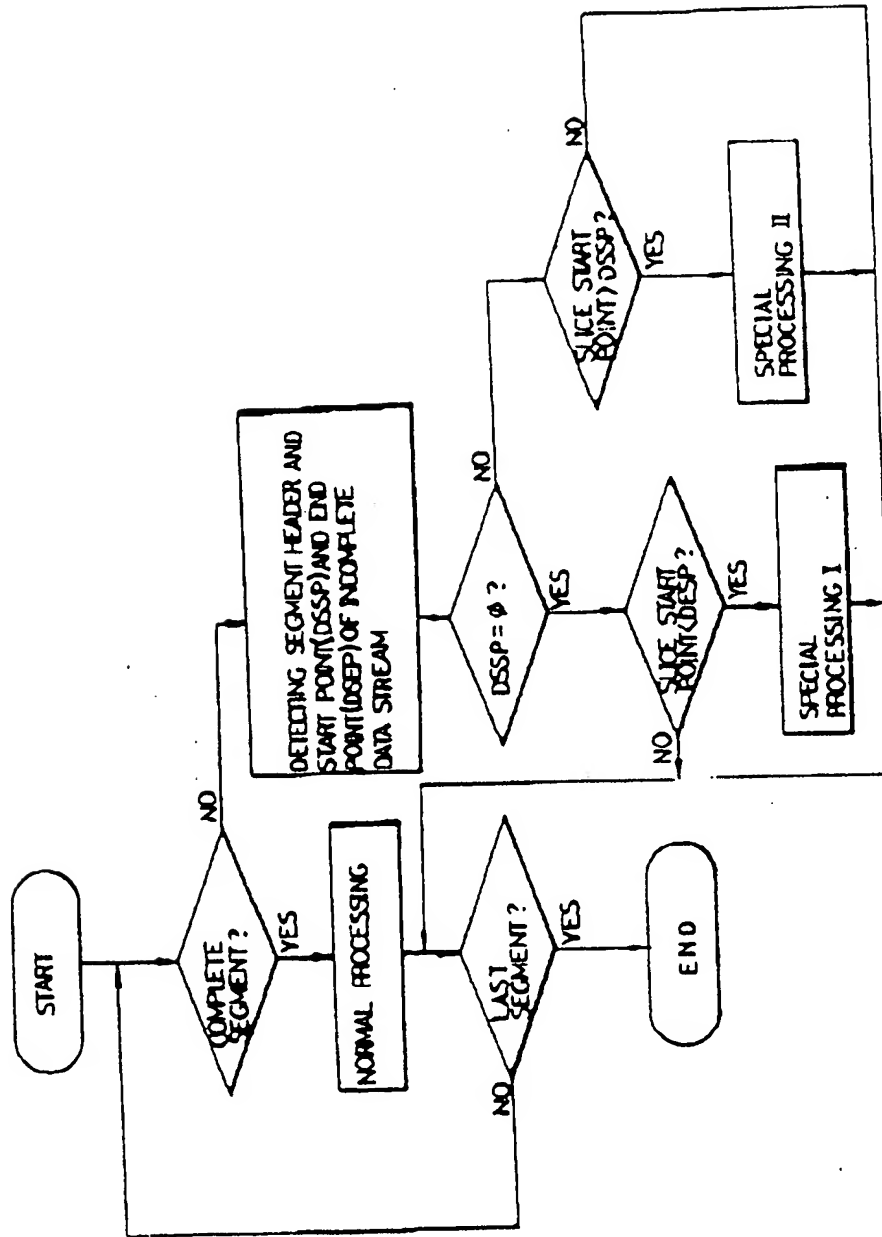 START
COMPLETE
SEGMENT?
NO
YES
NORMAL PROCESSING
LAST
SEGMENT?
NO
YES
END
DETECTING SEGMENT HEADER AND
START POINT(DSSP) AND END
POINT(DSEP) OF INCOMPLETE
DATA STREAM
DSSP=ø ?
NO
YES
SLICE START
POINT<DESP?
NO
YES
SPECIAL
PROCESSING I
SLICE START
POINT>DSSP?
NO
YES
SPECIAL
PROCESSING II